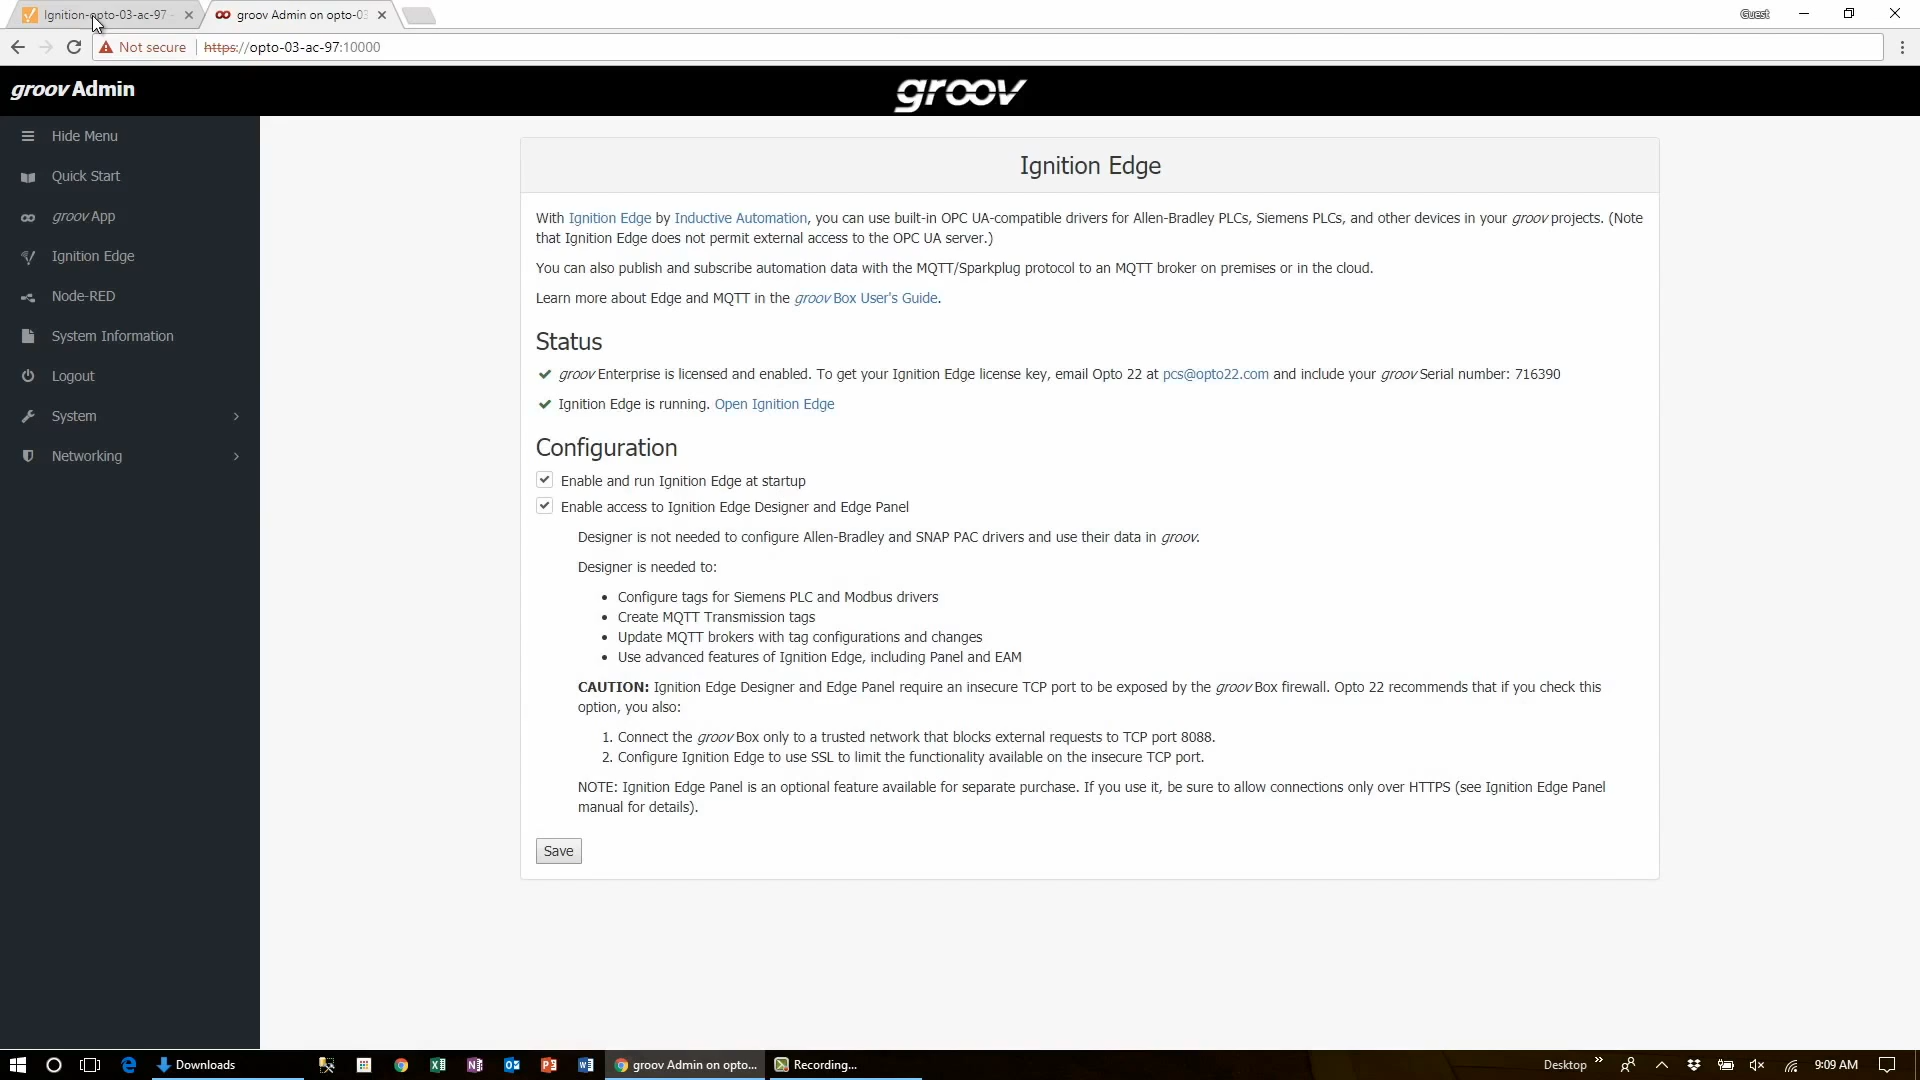 Ignition-opto-03-ac-97 -
groov Admin on opto-03
Guest
Not secure
https://opto-03-ac-97:10000
groov Admin
groov
Hide Menu
Quick Start
groov App
Ignition Edge
Node-RED
System Information
Logout
System
Networking
Ignition Edge
With Ignition Edge by Inductive Automation, you can use built-in OPC UA-compatible drivers for Allen-Bradley PLCs, Siemens PLCs, and other devices in your groov projects. (Note
that Ignition Edge does not permit external access to the OPC UA server.)
You can also publish and subscribe automation data with the MQTT/Sparkplug protocol to an MQTT broker on premises or in the cloud.
Learn more about Edge and MQTT in the groov Box User's Guide.
Status
groov Enterprise is licensed and enabled. To get your Ignition Edge license key, email Opto 22 at pcs@opto22.com and include your groov Serial number: 716390
Ignition Edge is running. Open Ignition Edge
Configuration
Enable and run Ignition Edge at startup
Enable access to Ignition Edge Designer and Edge Panel
Designer is not needed to configure Allen-Bradley and SNAP PAC drivers and use their data in groov.
Designer is needed to:
• Configure tags for Siemens PLC and Modbus drivers
• Create MQTT Transmission tags
• Update MQTT brokers with tag configurations and changes
• Use advanced features of Ignition Edge, including Panel and EAM
CAUTION: Ignition Edge Designer and Edge Panel require an insecure TCP port to be exposed by the groov Box firewall. Opto 22 recommends that if you check this
option, you also:
1. Connect the groov Box only to a trusted network that blocks external requests to TCP port 8088.
2. Configure Ignition Edge to use SSL to limit the functionality available on the insecure TCP port.
NOTE: Ignition Edge Panel is an optional feature available for separate purchase. If you use it, be sure to allow connections only over HTTPS (see Ignition Edge Panel
manual for details).
Save
Downloads
groov Admin on opto...
Recording...
Desktop
9:09 AM